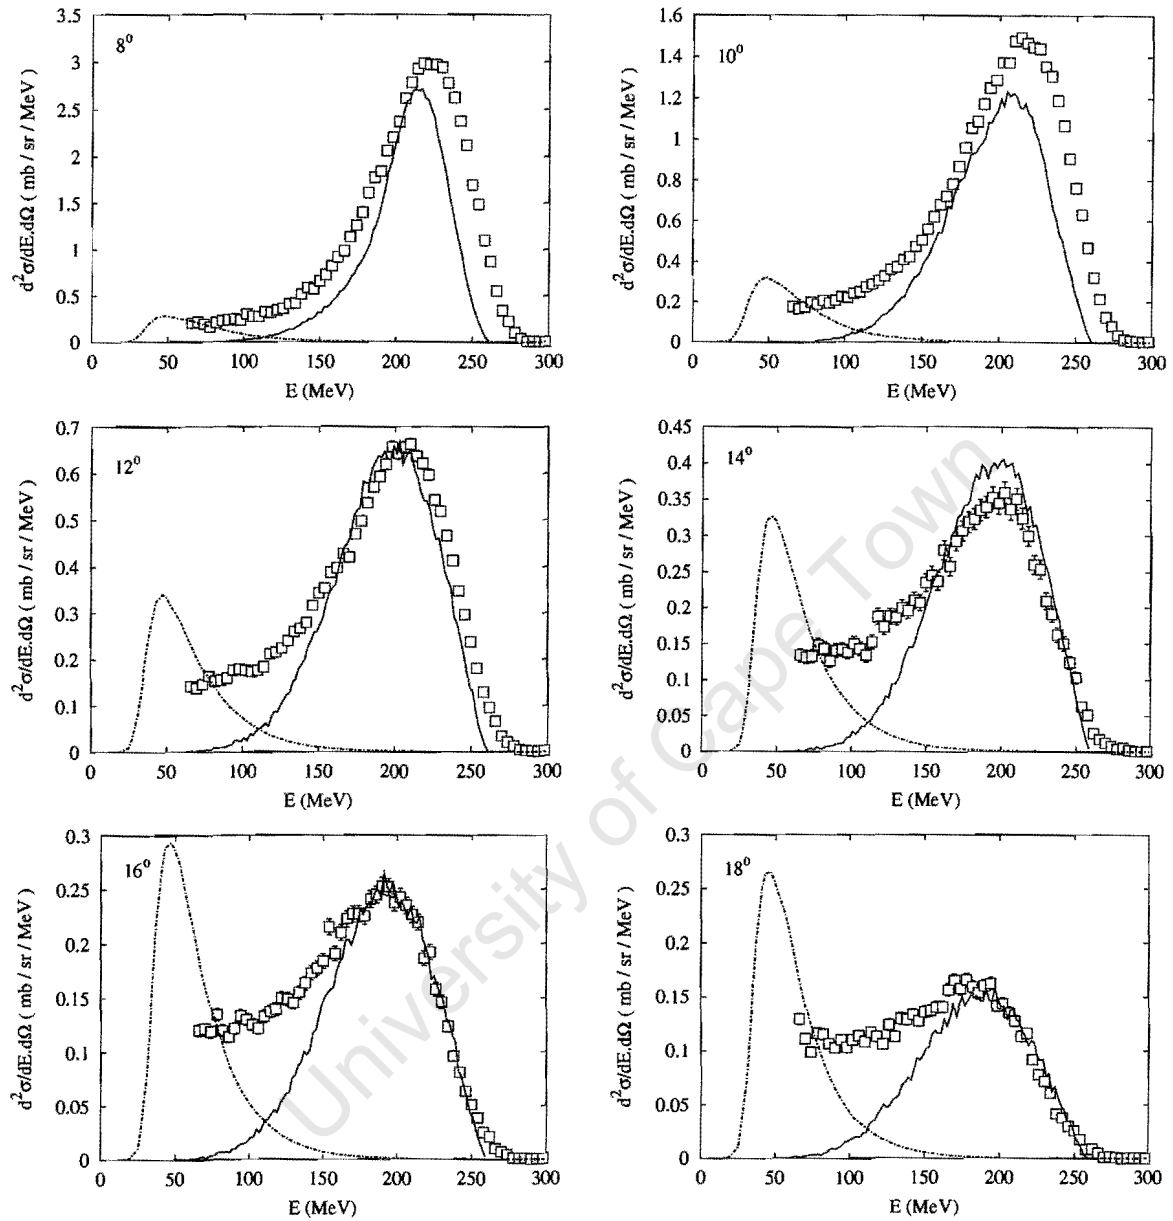 8⁰
d²σ/dE.dΩ ( mb / sr / MeV )
3.5
3
2.5
2
1.5
1
0.5
0
0 50 100 150 200 250 300
E (MeV)
10⁰
d²σ/dE.dΩ ( mb / sr / MeV )
1.6
1.4
1.2
1
0.8
0.6
0.4
0.2
0
0 50 100 150 200 250 300
E (MeV)
12⁰
d²σ/dE.dΩ ( mb / sr / MeV )
0.7
0.6
0.5
0.4
0.3
0.2
0.1
0
0 50 100 150 200 250 300
E (MeV)
14⁰
d²σ/dE.dΩ ( mb / sr / MeV )
0.45
0.4
0.35
0.3
0.25
0.2
0.15
0.1
0.05
0
0 50 100 150 200 250 300
E (MeV)
16⁰
d²σ/dE.dΩ ( mb / sr / MeV )
0.3
0.25
0.2
0.15
0.1
0.05
0
0 50 100 150 200 250 300
E (MeV)
18⁰
d²σ/dE.dΩ ( mb / sr / MeV )
0.3
0.25
0.2
0.15
0.1
0.05
0
0 50 100 150 200 250 300
E (MeV)
University of Cape Town